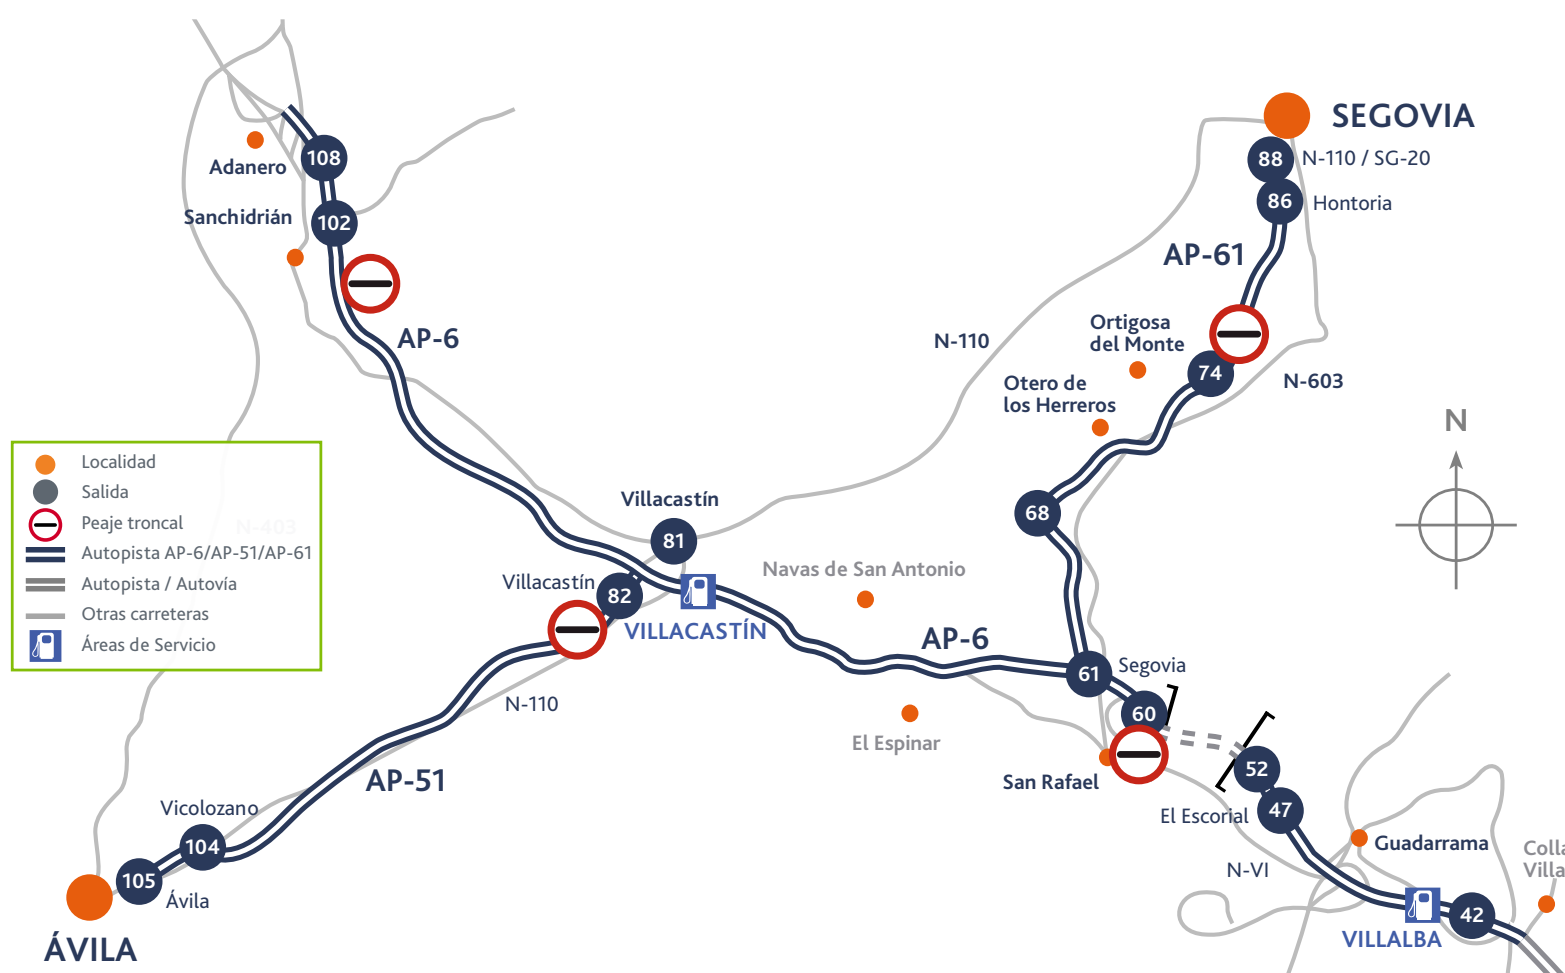 SEGOVIA
88
N-110 / SG-20
86
Hontoria
108
Adanero
Sanchidrián
102
AP-61
AP-6
N-110
Ortigosa
del Monte
74
N-603
Otero de
los Herreros
N
Localidad
Salida
Peaje troncal
N-403
Autopista AP-6/AP-51/AP-61
Autopista / Autovía
Otras carreteras
Áreas de Servicio
Villacastín
81
68
Villacastín
82
VILLACASTÍN
Navas de San Antonio
AP-6
61
Segovia
60
El Espinar
San Rafael
52
47
El Escorial
N-110
AP-51
Vicolozano
104
105
Ávila
ÁVILA
Guadarrama
N-VI
42
VILLALBA
Colla
Villa